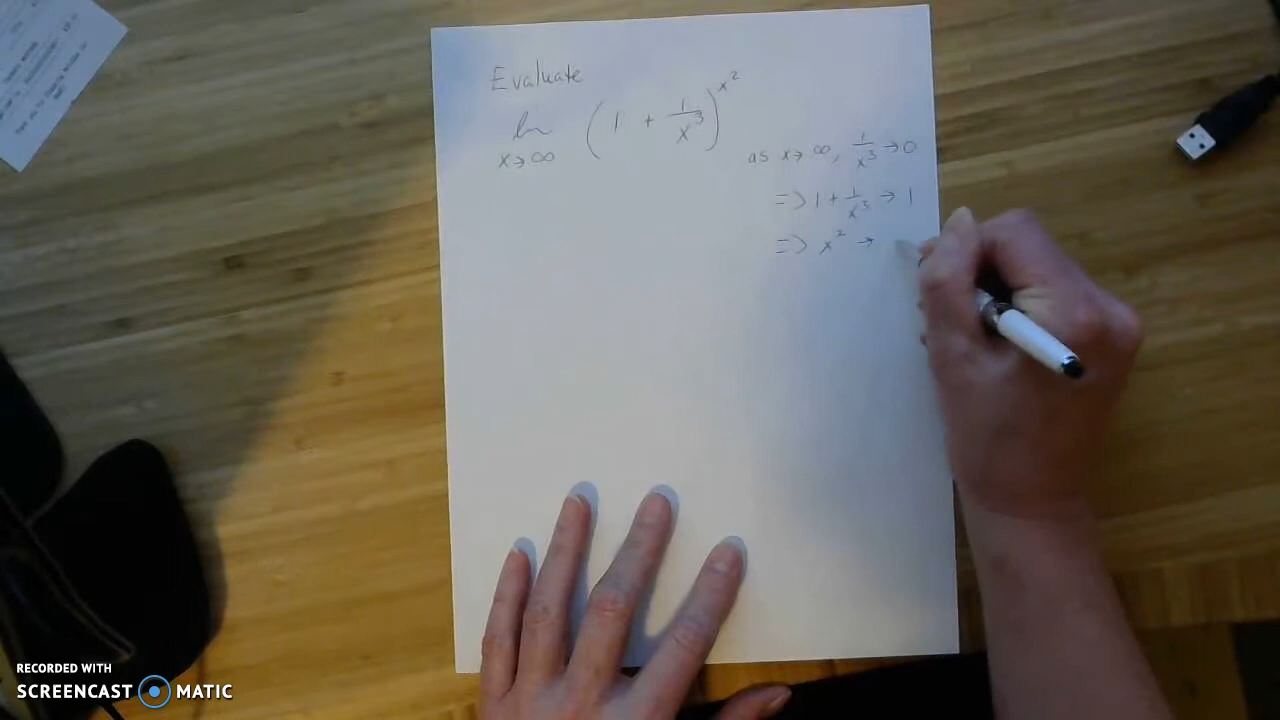 Evaluate
lim (1 + 1/x³)^x²
x→∞
as x→ ∞, 1/x³ →0
=> 1 + 1/x³ → 1
=> x² →
RECORDED WITH
SCREENCAST MATIC